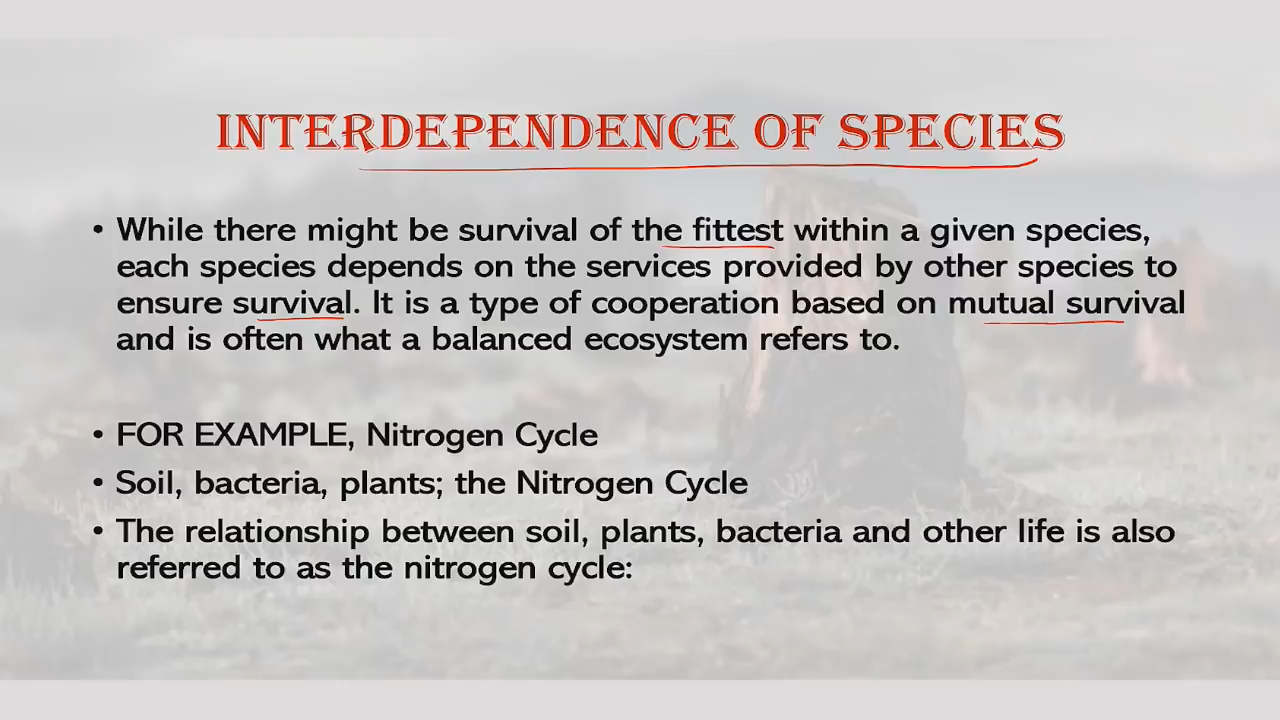 INTERDEPENDENCE OF SPECIES
• While there might be survival of the fittest within a given species,
each species depends on the services provided by other species to
ensure survival. It is a type of cooperation based on mutual survival
and is often what a balanced ecosystem refers to.
• FOR EXAMPLE, Nitrogen Cycle
• Soil, bacteria, plants; the Nitrogen Cycle
• The relationship between soil, plants, bacteria and other life is also
referred to as the nitrogen cycle: